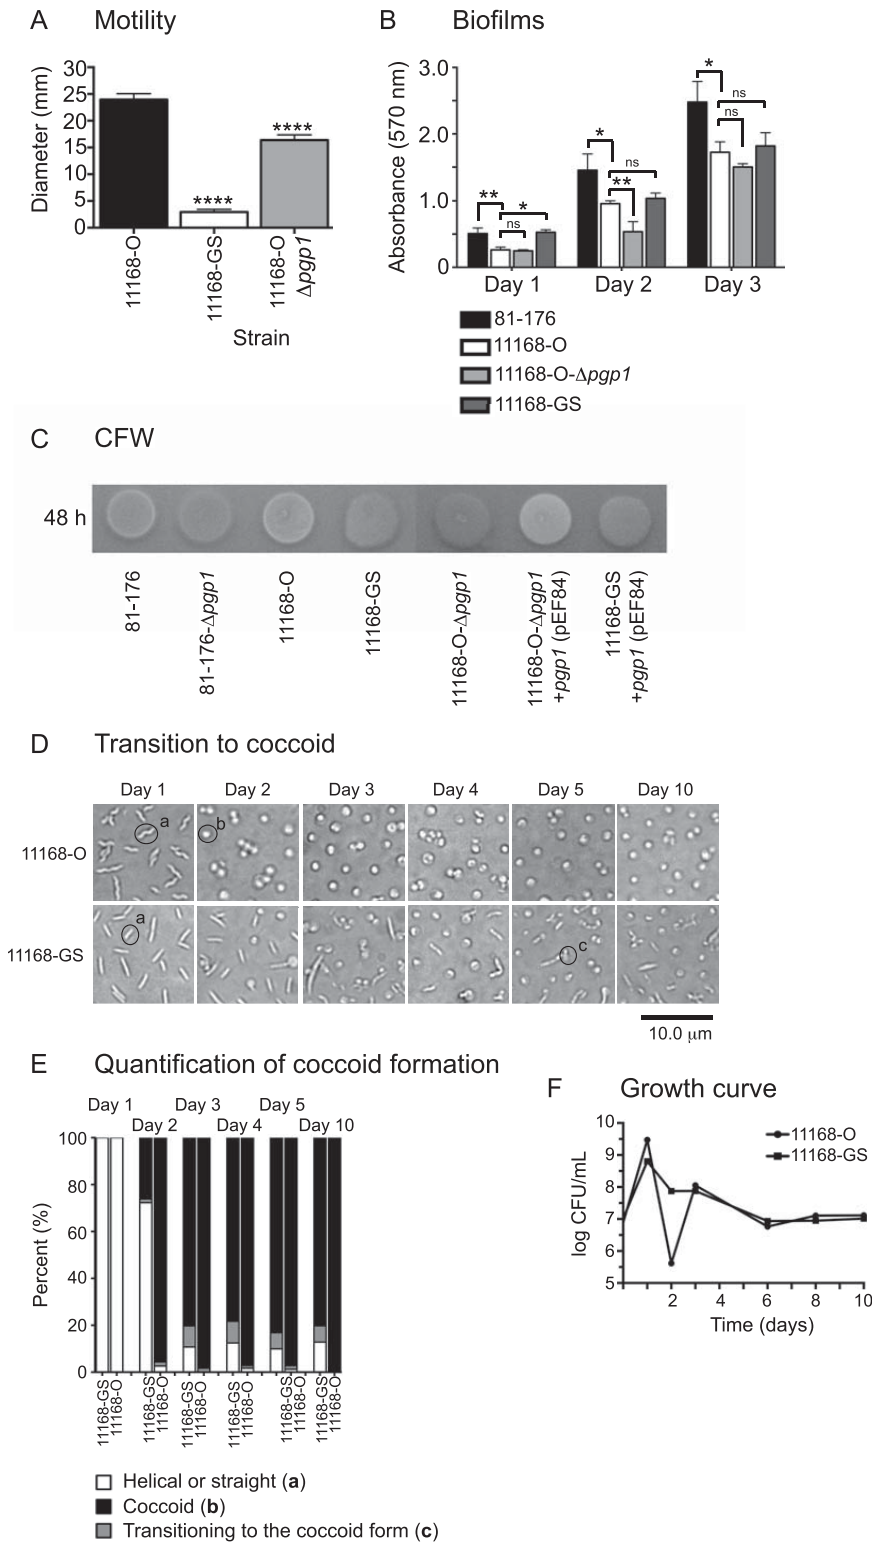 A Motility
30
25
20
15
10
5
0
Diameter (mm)
****
****
11168-O
11168-GS
11168-O
Δpgp1
Strain
B Biofilms
3.0
2.0
1.0
0
Absorbance (570 nm)
**
ns
*
*
**
ns
*
ns
ns
Day 1 Day 2 Day 3
81-176
11168-O
11168-O-Δpgp1
11168-GS
C CFW
48 h
81-176
81-176-Δpgp1
11168-O
11168-GS
11168-O-Δpgp1
11168-O-Δpgp1
+pgp1 (pEF84)
11168-GS
+pgp1 (pEF84)
D Transition to coccoid
Day 1 Day 2 Day 3 Day 4 Day 5 Day 10
11168-O
a
b
11168-GS
a
c
10.0 μm
E Quantification of coccoid formation
Day 1 Day 3 Day 5
Day 2 Day 4 Day 10
100
80
60
40
20
0
Percent (%)
11168-GS
11168-O
11168-GS
11168-O
11168-GS
11168-O
11168-GS
11168-O
11168-GS
11168-O
11168-GS
11168-O
Helical or straight (a)
Coccoid (b)
Transitioning to the coccoid form (c)
F Growth curve
10
9
8
7
6
5
log CFU/mL
11168-O
11168-GS
2 4 6 8 10
Time (days)